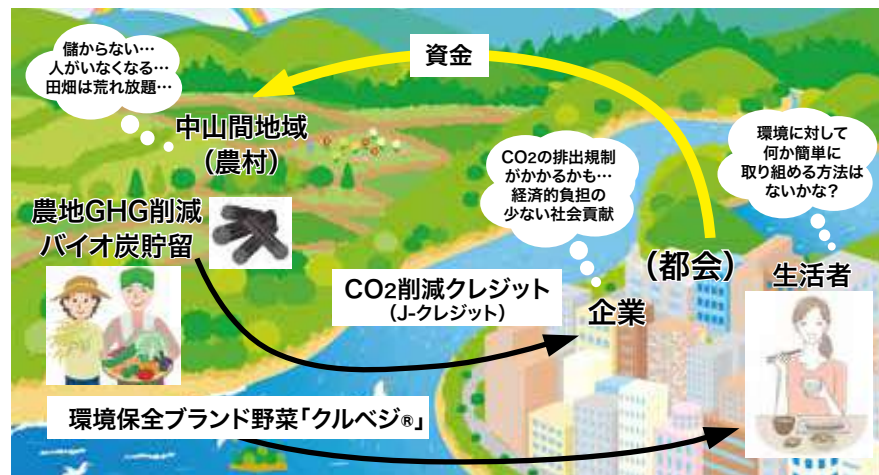 資金
儲からない…
人がいなくなる…
田畑は荒れ放題…
中山間地域
（農村）
CO2の排出規制
がかかるかも…
経済的負担の
少ない社会貢献
環境に対して
何か簡単に
取り組める方法は
ないかな？
農地GHG削減
バイオ炭貯留
（都会）
生活者
CO2削減クレジット
（J-クレジット）
企業
環境保全ブランド野菜「クルベジ®」